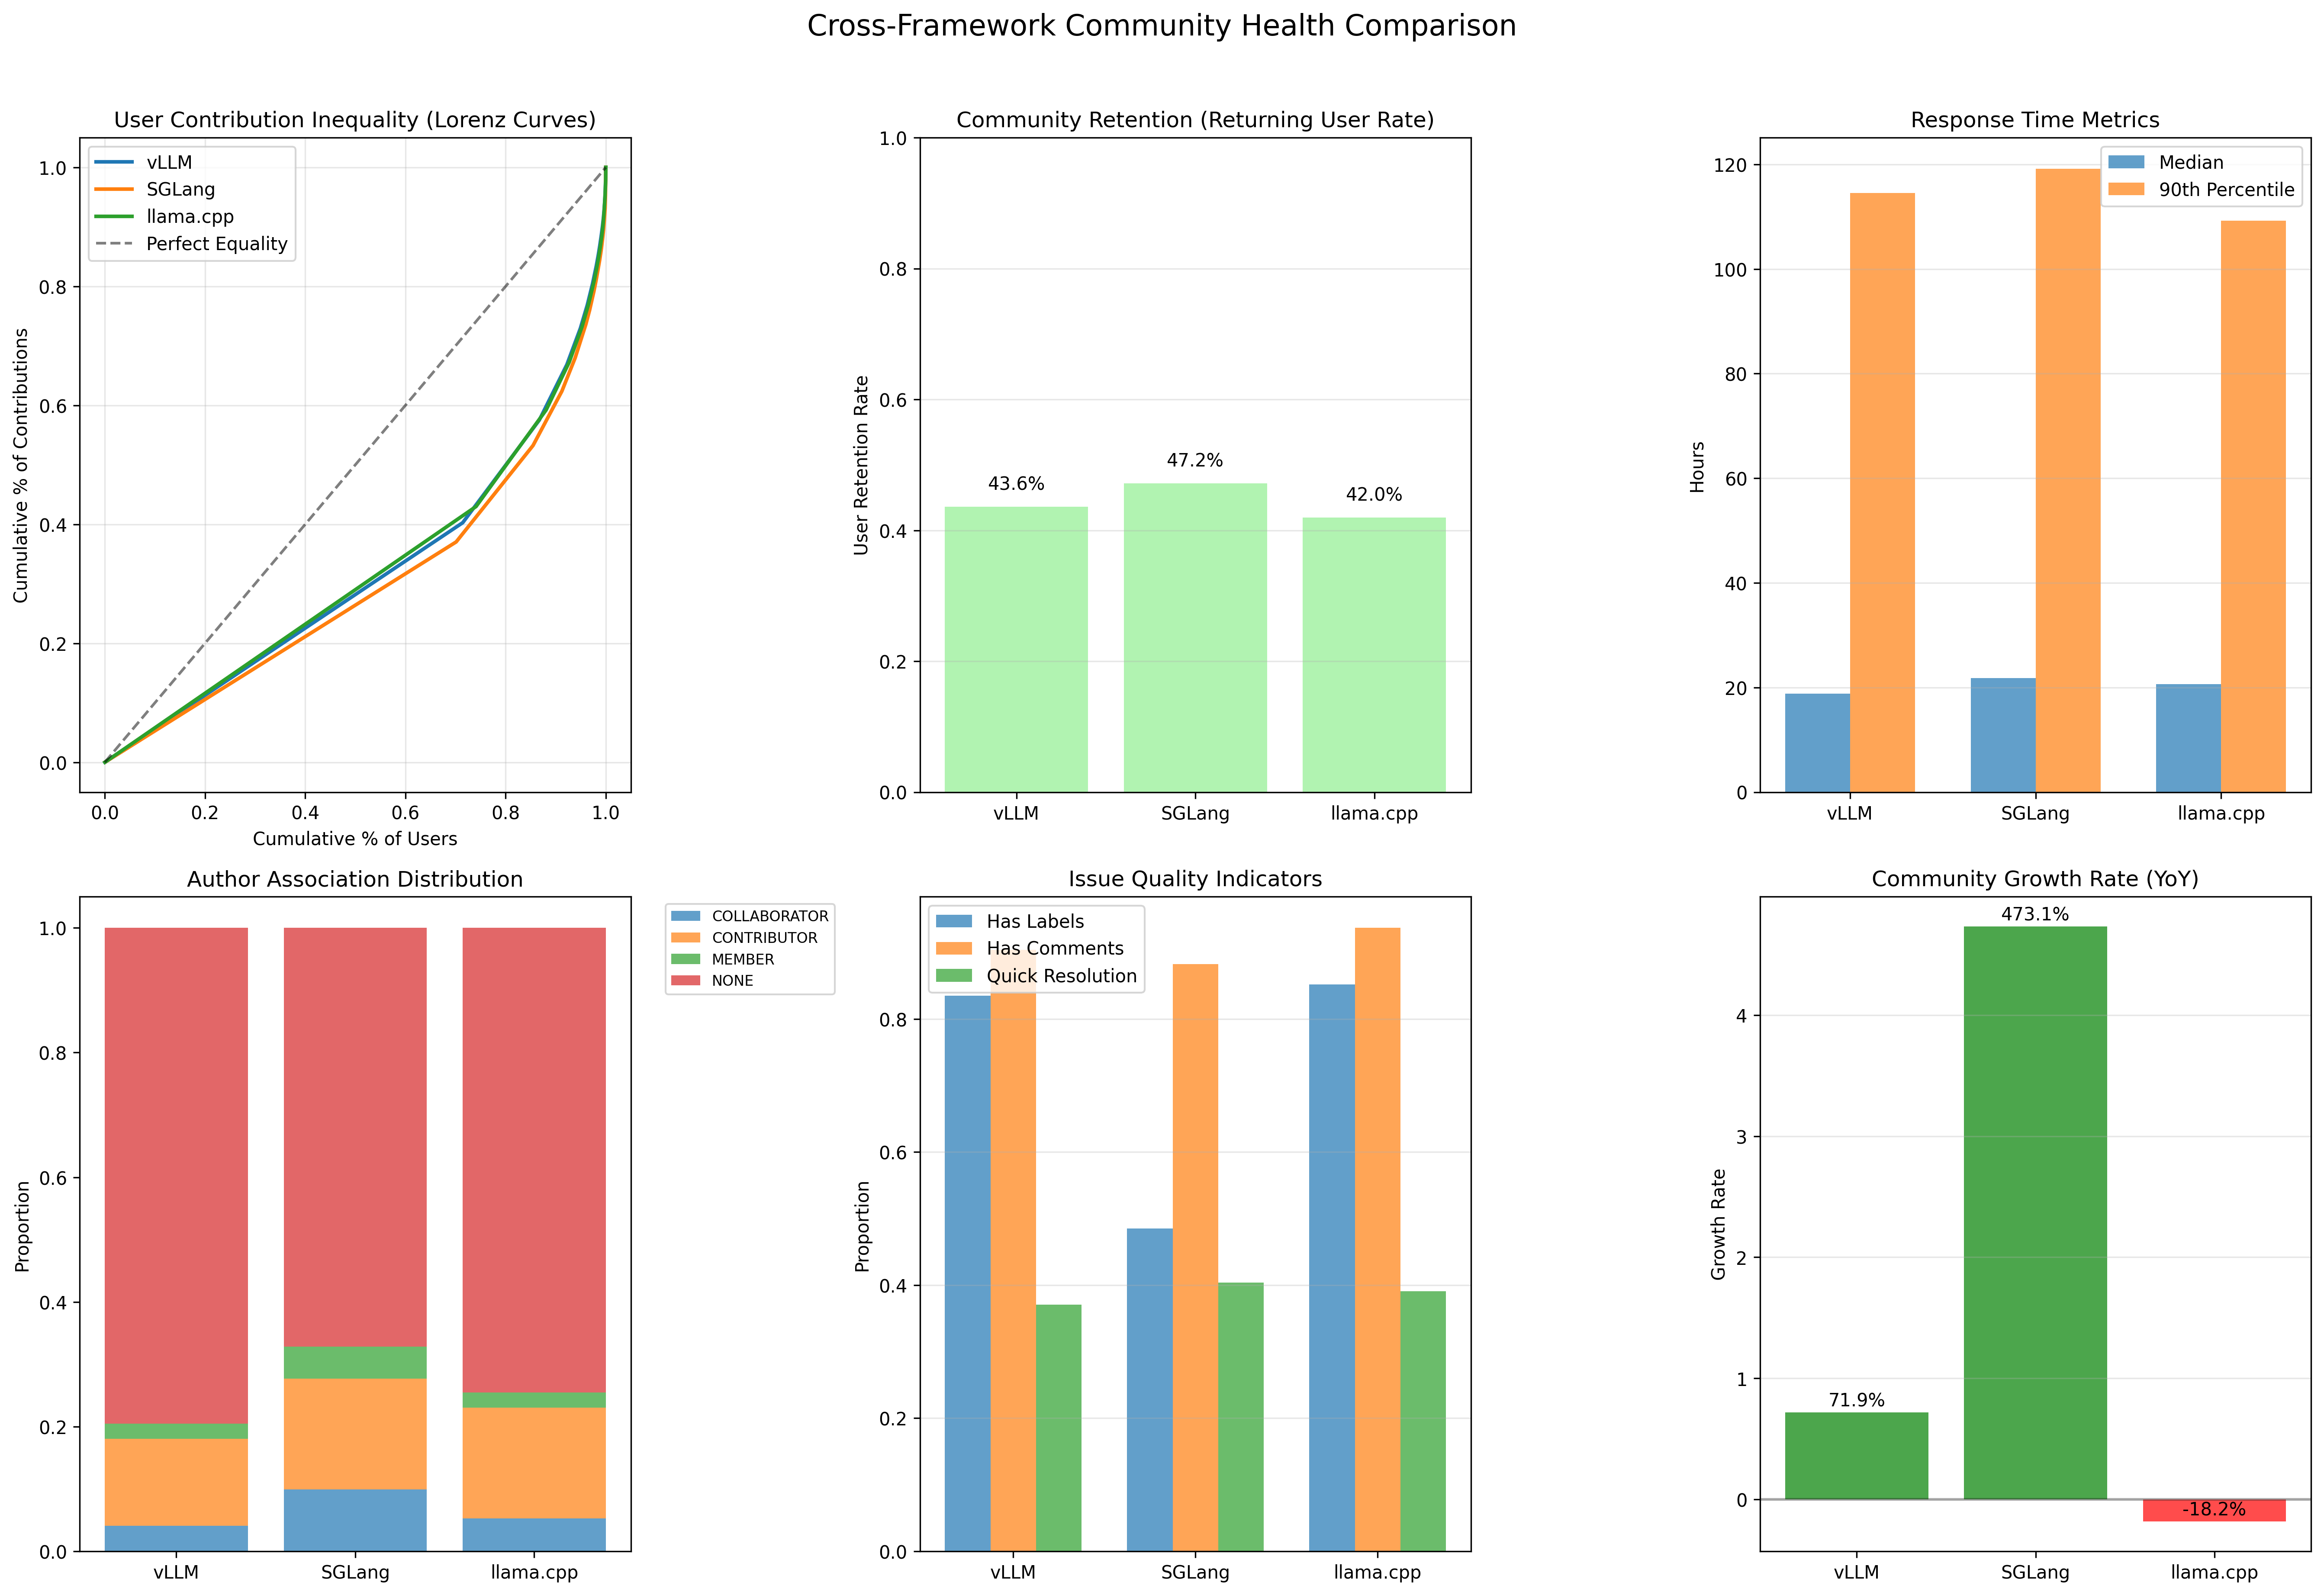 Cross-Framework Community Health Comparison
User Contribution Inequality (Lorenz Curves)
vLLM
SGLang
llama.cpp
Perfect Equality
Cumulative % of Contributions
1.0
0.8
0.6
0.4
0.2
0.0
0.0 0.2 0.4 0.6 0.8 1.0
Cumulative % of Users
Community Retention (Returning User Rate)
User Retention Rate
1.0
0.8
0.6
0.4
0.2
0.0
43.6%
47.2%
42.0%
vLLM SGLang llama.cpp
Response Time Metrics
Median
90th Percentile
Hours
120
100
80
60
40
20
0
vLLM SGLang llama.cpp
Author Association Distribution
COLLABORATOR
CONTRIBUTOR
MEMBER
NONE
Proportion
1.0
0.8
0.6
0.4
0.2
0.0
vLLM SGLang llama.cpp
Issue Quality Indicators
Has Labels
Has Comments
Quick Resolution
Proportion
0.8
0.6
0.4
0.2
0.0
vLLM SGLang llama.cpp
Community Growth Rate (YoY)
Growth Rate
4
3
2
1
0
71.9%
473.1%
-18.2%
vLLM SGLang llama.cpp